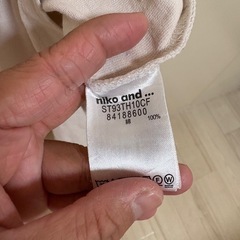 niko and ...
ST93TH10CF
84188600
綿 100%